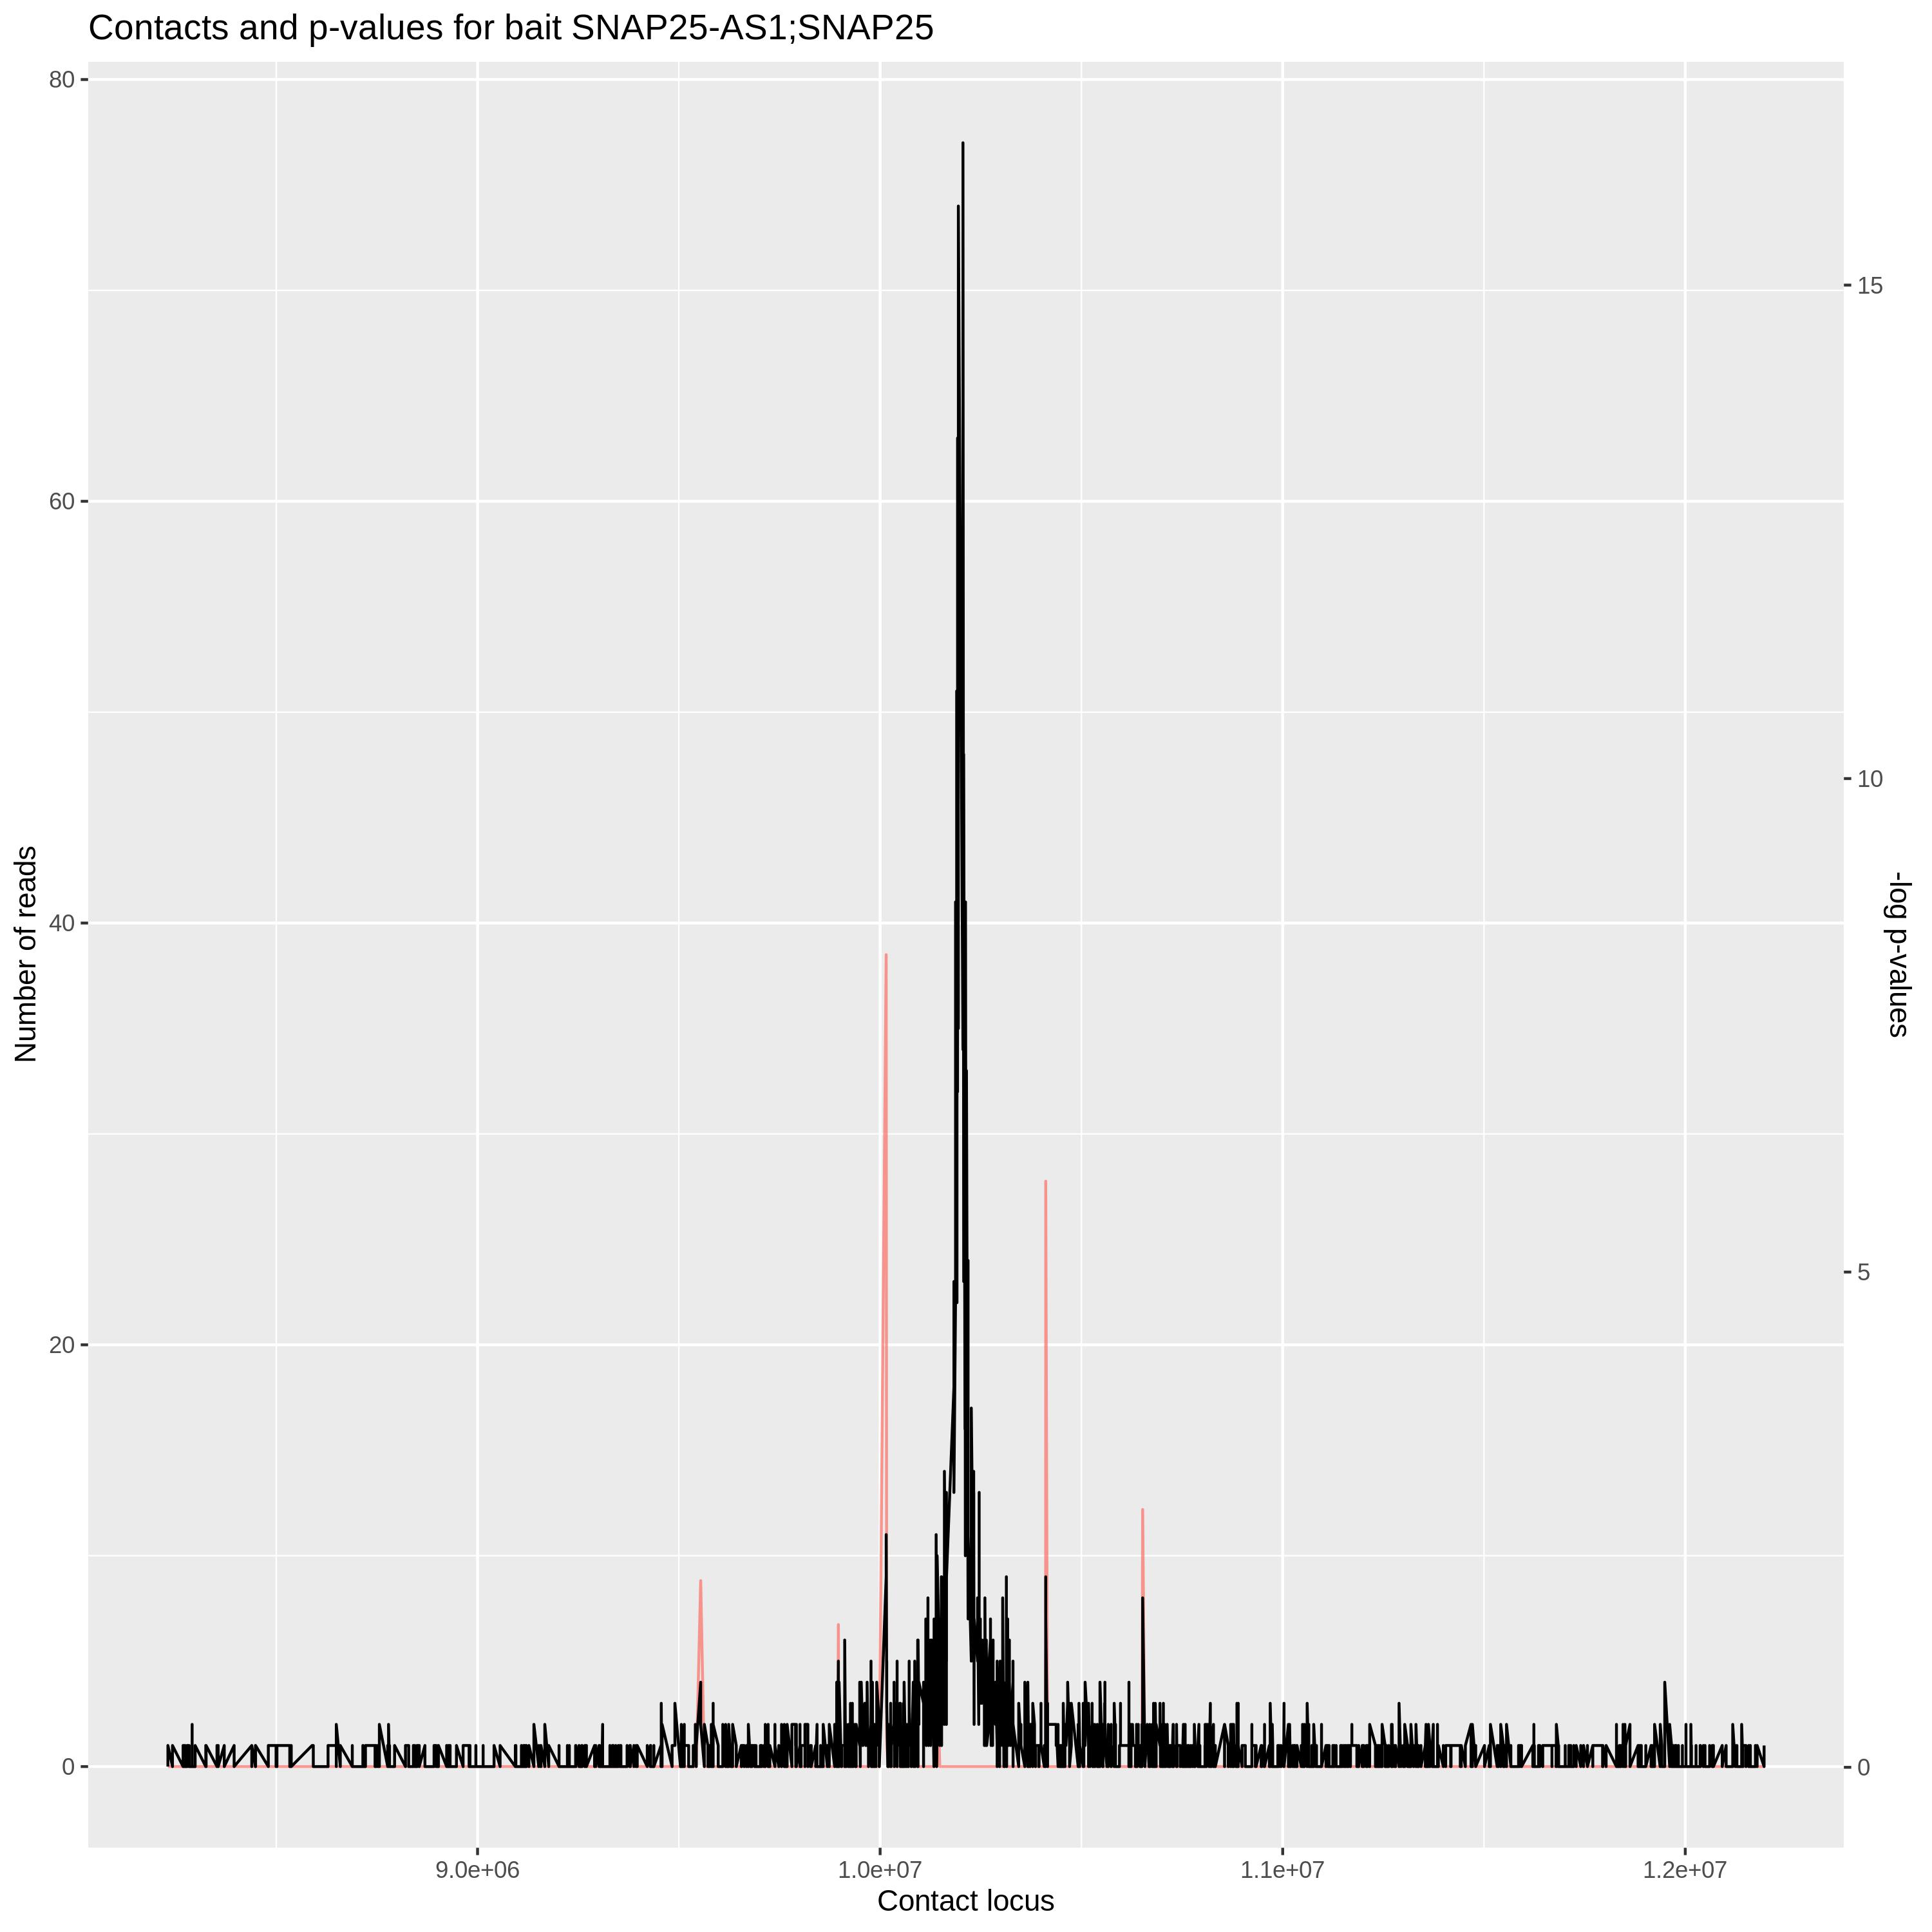 Contacts and p-values for bait SNAP25-AS1;SNAP25
80
60
40
20
0
Number of reads
15
10
5
0
-log p-values
9.0e+06
1.0e+07
1.1e+07
1.2e+07
Contact locus